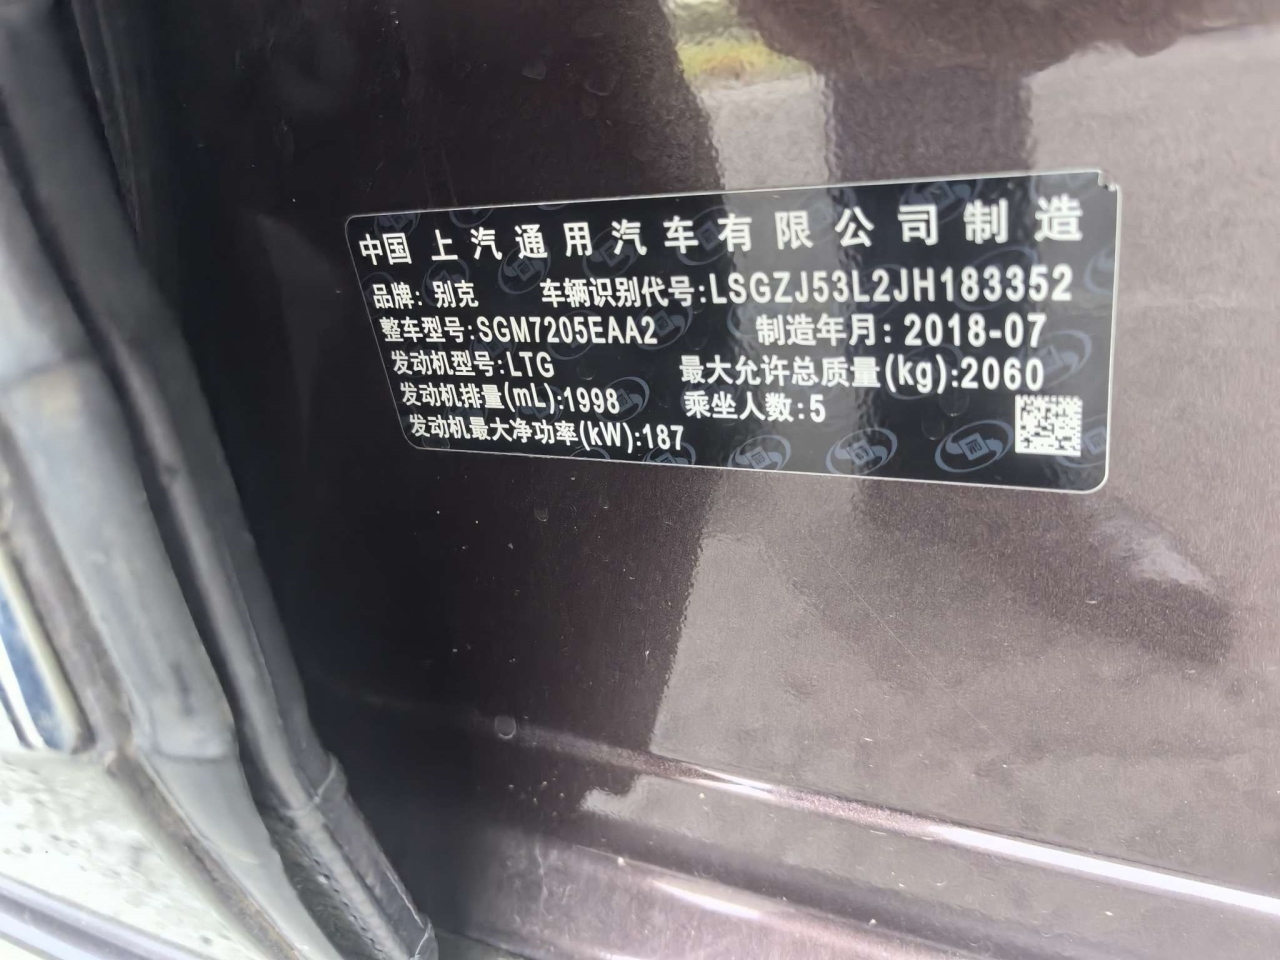 中国 上汽通用汽车有限公司制造
品牌: 别克 车辆识别代号:LSGZJ53L2JH183352
整车型号:SGM7205EAA2 制造年月: 2018-07
发动机型号:LTG 最大允许总质量(kg):2060
发动机排量(mL):1998 乘坐人数:5
发动机最大净功率(kW):187